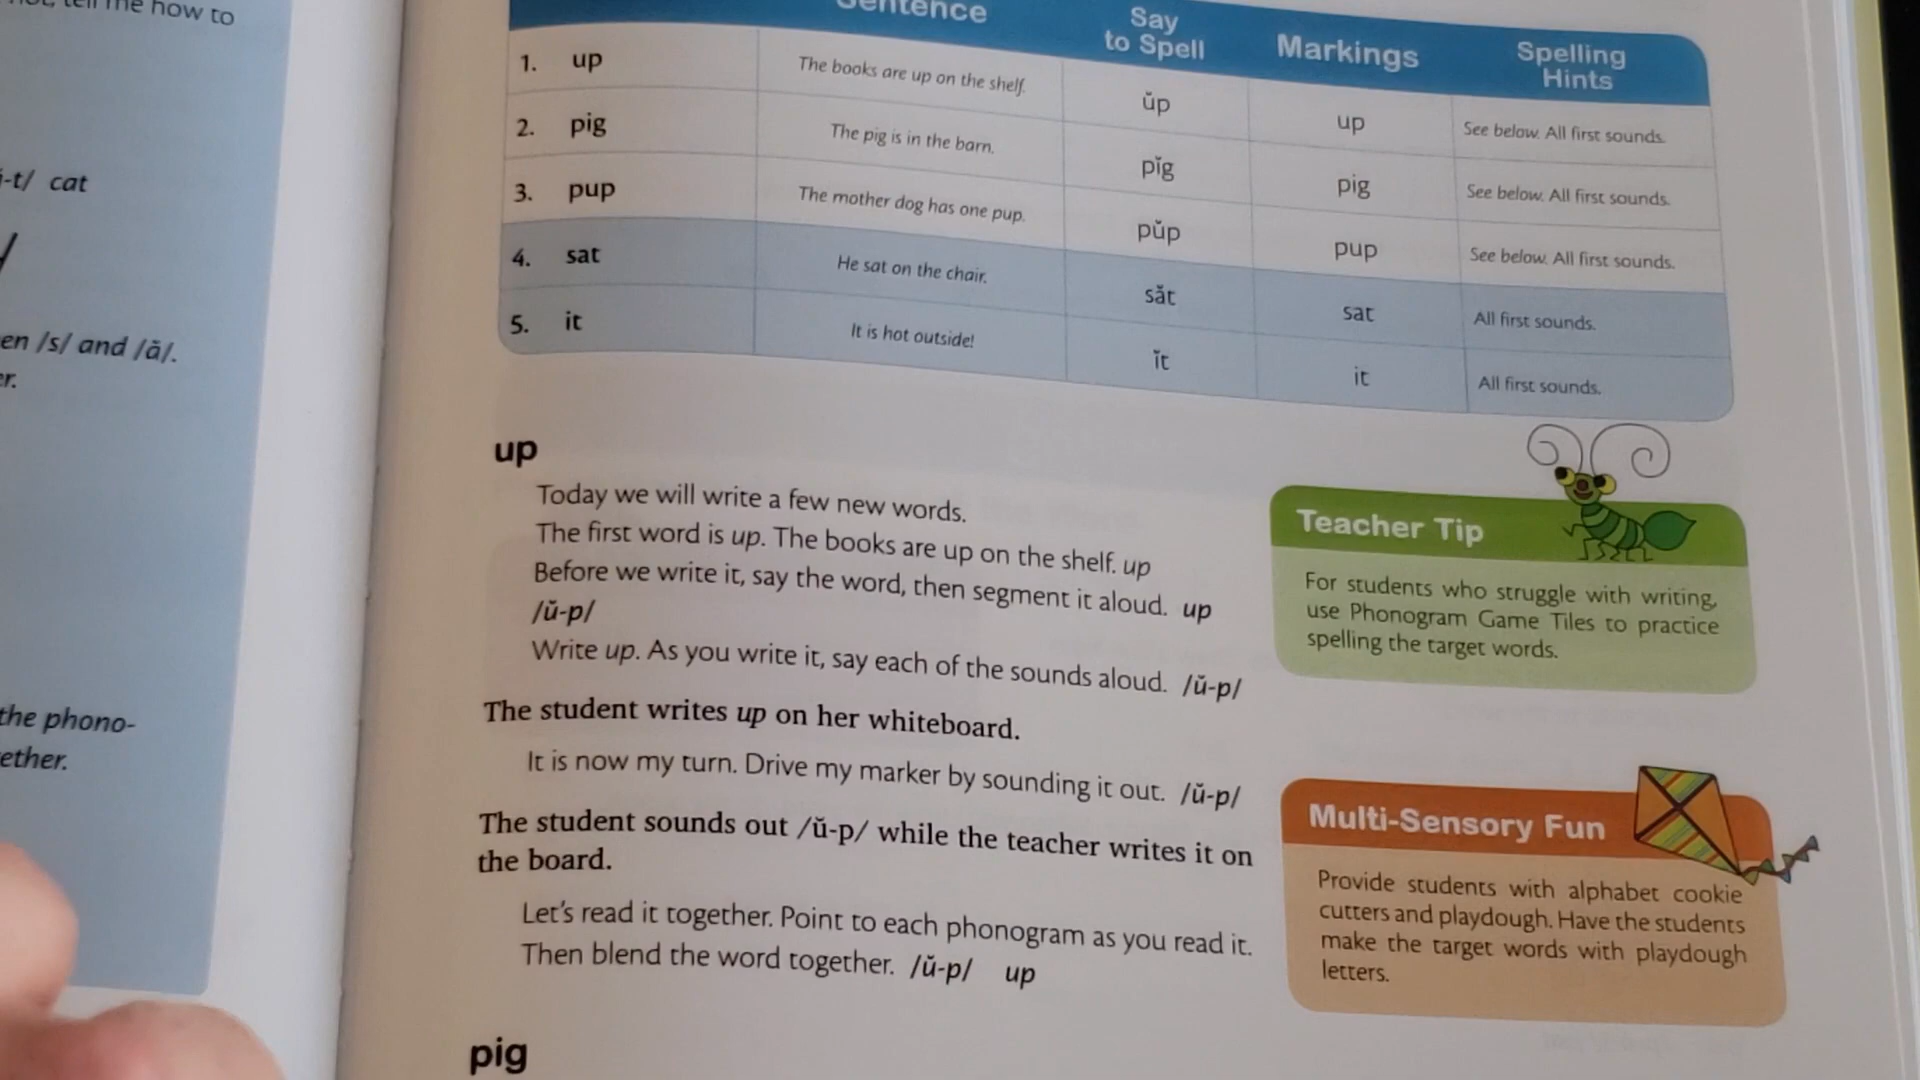 tell me how to
-t/ cat
en /s/ and /ă/.
er.
the phono-
ether.
Sentence
Say
to Spell
Markings
Spelling
Hints
1. up The books are up on the shelf. ŭp up See below. All first sounds.
2. pig The pig is in the barn. pĭg pig See below. All first sounds.
3. pup The mother dog has one pup. pŭp pup See below. All first sounds.
4. sat He sat on the chair. săt sat All first sounds.
5. it It is hot outside! ĭt it All first sounds.
up
Today we will write a few new words.
The first word is up. The books are up on the shelf. up
Before we write it, say the word, then segment it aloud. up
/ŭ-p/
Write up. As you write it, say each of the sounds aloud. /ŭ-p/
The student writes up on her whiteboard.
It is now my turn. Drive my marker by sounding it out. /ŭ-p/
The student sounds out /ŭ-p/ while the teacher writes it on
the board.
Let's read it together. Point to each phonogram as you read it.
Then blend the word together. /ŭ-p/ up
pig
Teacher Tip
For students who struggle with writing,
use Phonogram Game Tiles to practice
spelling the target words.
Multi-Sensory Fun
Provide students with alphabet cookie
cutters and playdough. Have the students
make the target words with playdough
letters.